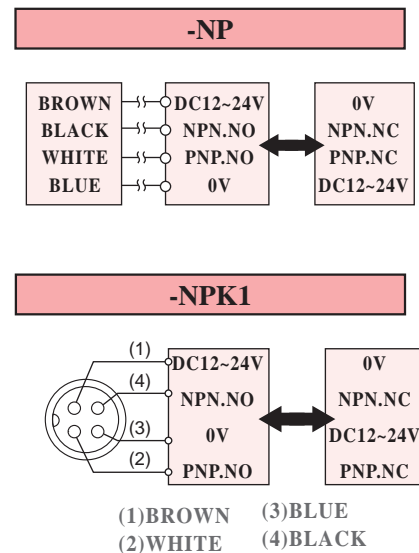 -NP
BROWN DC12~24V 0V
BLACK NPN.NO NPN.NC
WHITE PNP.NO PNP.NC
BLUE 0V DC12~24V
-NPK1
(1) DC12~24V 0V
(4) NPN.NO NPN.NC
(3) 0V DC12~24V
(2) PNP.NO PNP.NC
(1)BROWN (3)BLUE
(2)WHITE (4)BLACK